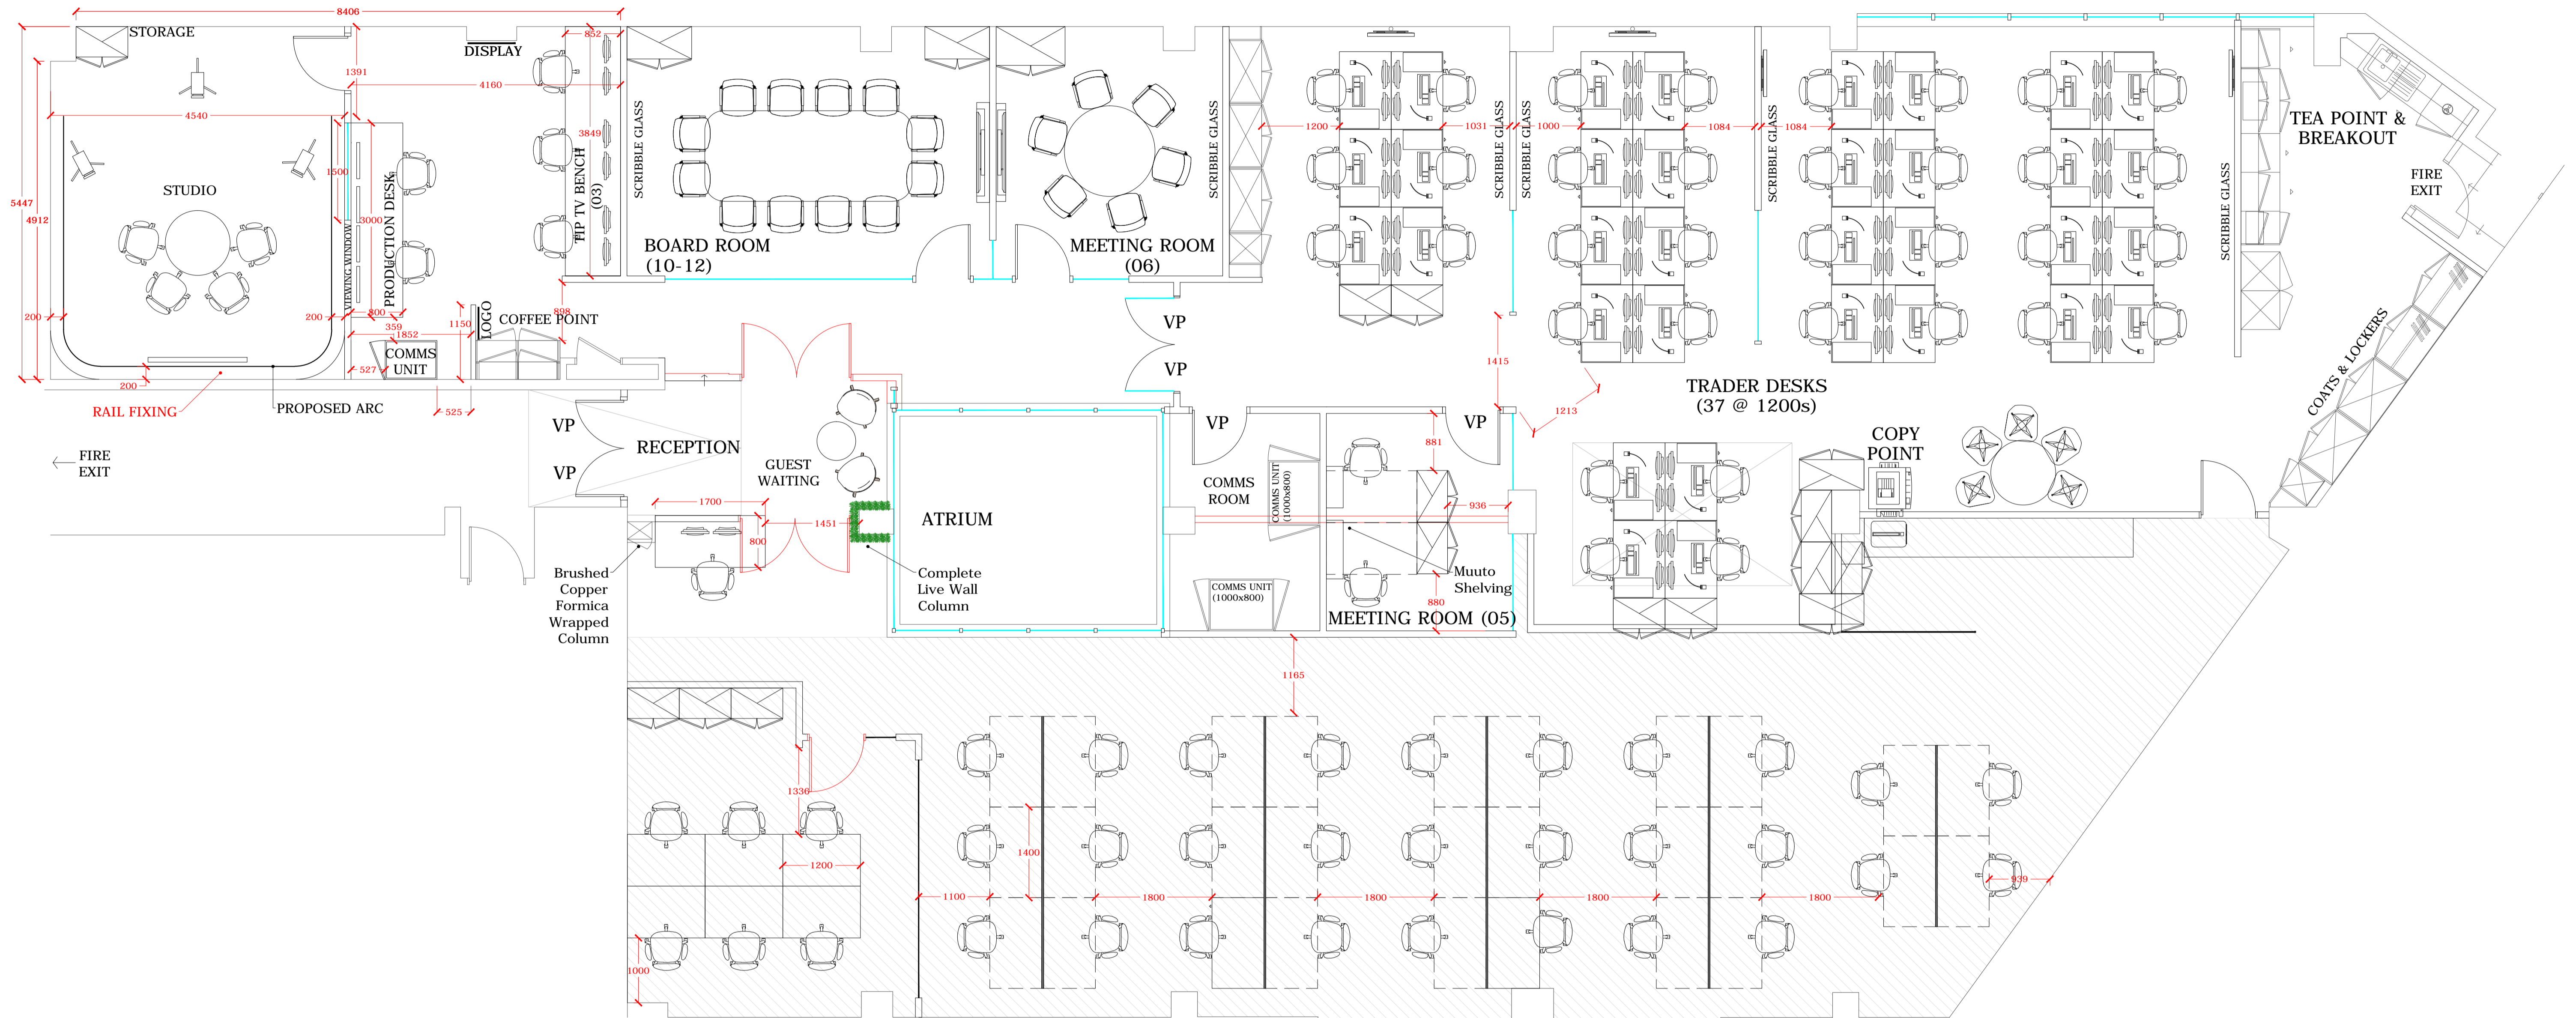 8406
STORAGE
DISPLAY
852
1391
4160
4540
3849
TIP TV BENCH
(03)
SCRIBBLE GLASS
SCRIBBLE GLASS
1200
1031
SCRIBBLE GLASS
SCRIBBLE GLASS
1000
1084
SCRIBBLE GLASS
1084
SCRIBBLE GLASS
TEA POINT &
BREAKOUT
FIRE
EXIT
5447
4912
STUDIO
1500
3000
VIEWING WINDOW
PRODUCTION DESK
BOARD ROOM
(10-12)
MEETING ROOM
(06)
200
200
800
359
1852
1150
LOGO
COFFEE POINT
898
COMMS
UNIT
527
525
200
RAIL FIXING
PROPOSED ARC
VP
VP
1415
1213
TRADER DESKS
(37 @ 1200s)
COATS & LOCKERS
COPY
POINT
FIRE
EXIT
VP
VP
RECEPTION
GUEST
WAITING
1700
1451
800
ATRIUM
VP
COMMS
ROOM
COMMS UNIT
(1000x800)
COMMS UNIT
(1000x800)
VP
881
936
880
Muuto
Shelving
MEETING ROOM (05)
Brushed
Copper
Formica
Wrapped
Column
Complete
Live Wall
Column
1165
1336
1200
1000
1100
1400
1800
1800
1800
1800
939